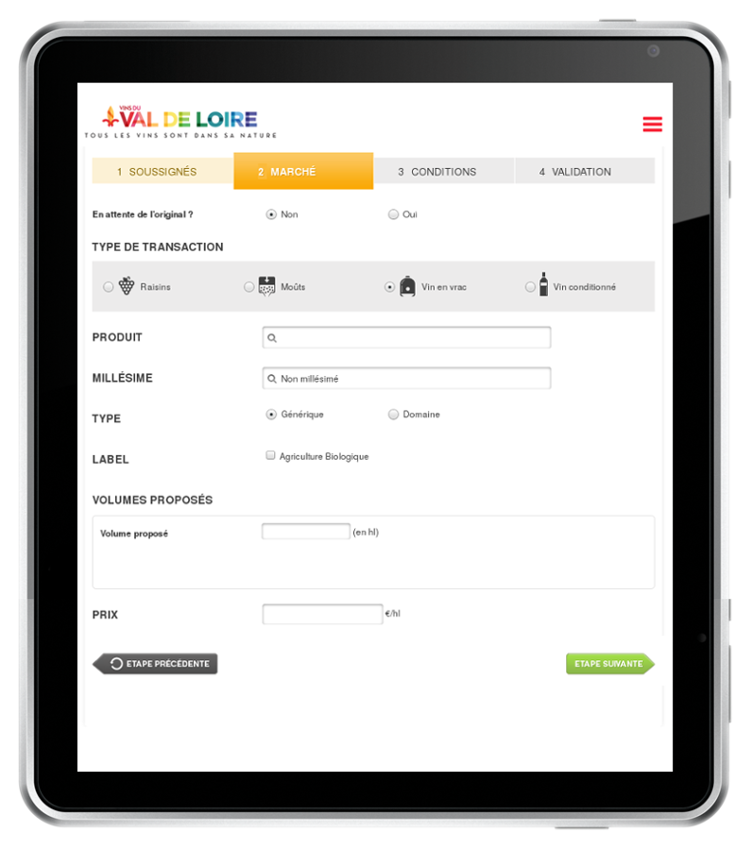 VINS DU
VAL DE LOIRE
TOUS LES VINS SONT DANS SA NATURE
1 SOUSSIGNÉS 2 MARCHÉ 3 CONDITIONS 4 VALIDATION
En attente de l'original ? Non Oui
TYPE DE TRANSACTION
Raisins Moûts Vin en vrac Vin conditionné
PRODUIT
MILLÉSIME Non millésimé
TYPE Générique Domaine
LABEL Agriculture Biologique
VOLUMES PROPOSÉS
Volume proposé (en hl)
PRIX €/hl
ETAPE PRÉCÉDENTE ETAPE SUIVANTE